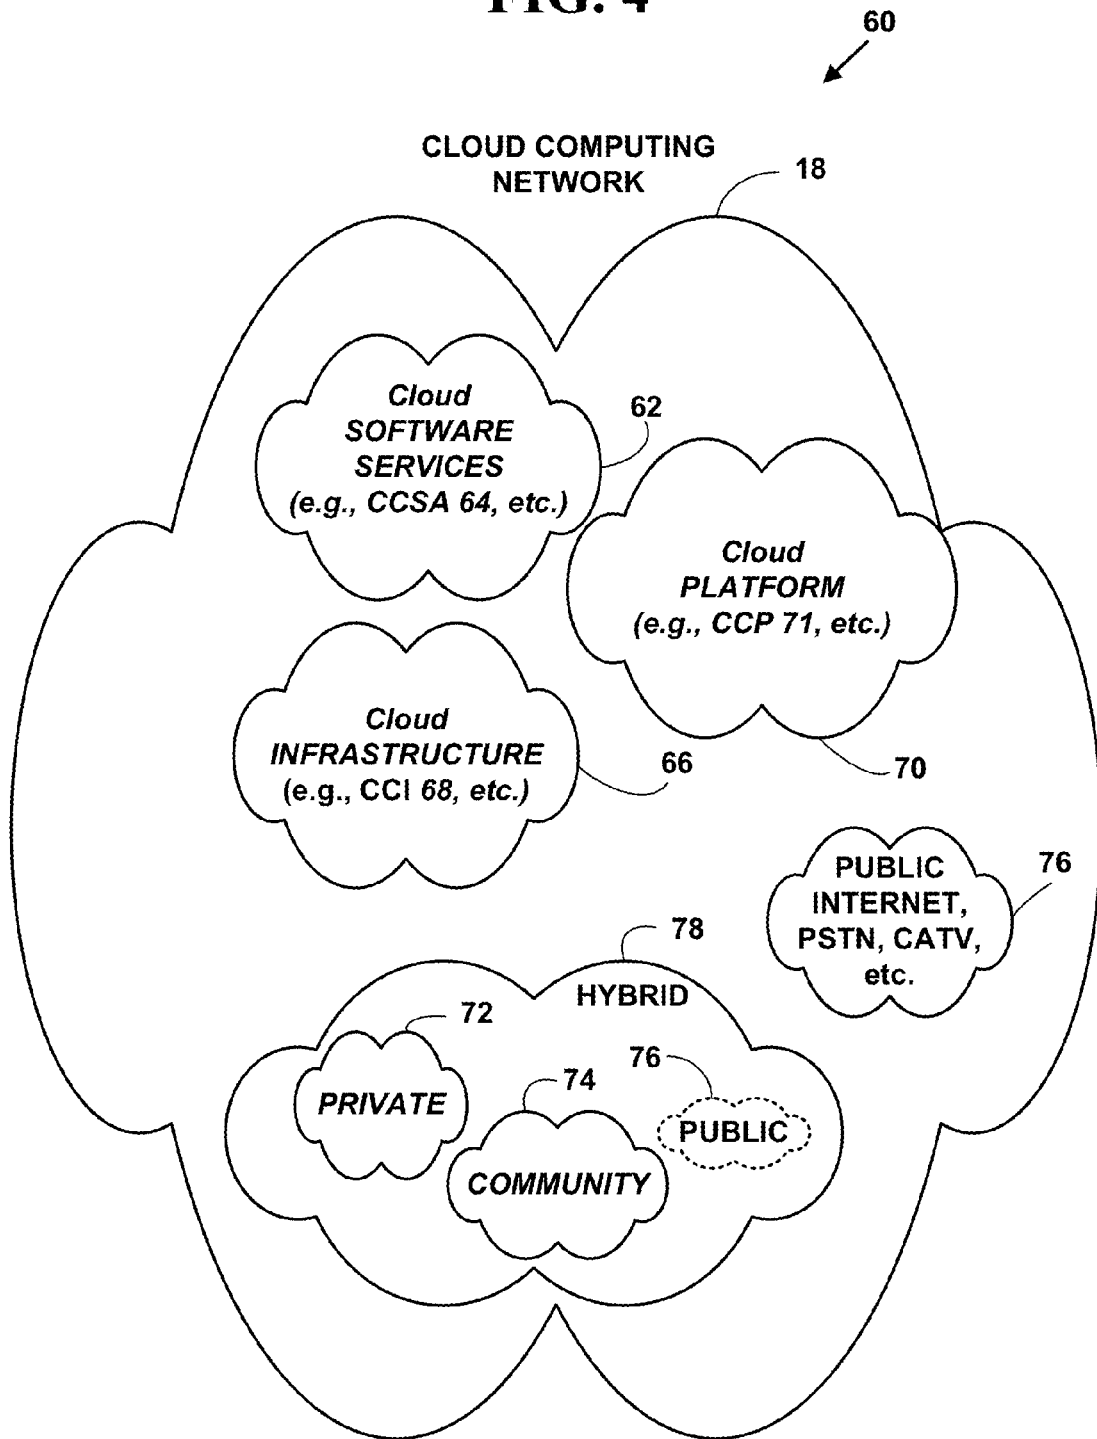 FIG. 4
60
CLOUD COMPUTING
NETWORK
18
Cloud
SOFTWARE
SERVICES
(e.g., CCSA 64, etc.)
62
Cloud
PLATFORM
(e.g., CCP 71, etc.)
Cloud
INFRASTRUCTURE
(e.g., CCI 68, etc.)
66
70
PUBLIC
INTERNET,
PSTN, CATV,
etc.
76
78
HYBRID
72
PRIVATE
74
COMMUNITY
76
PUBLIC